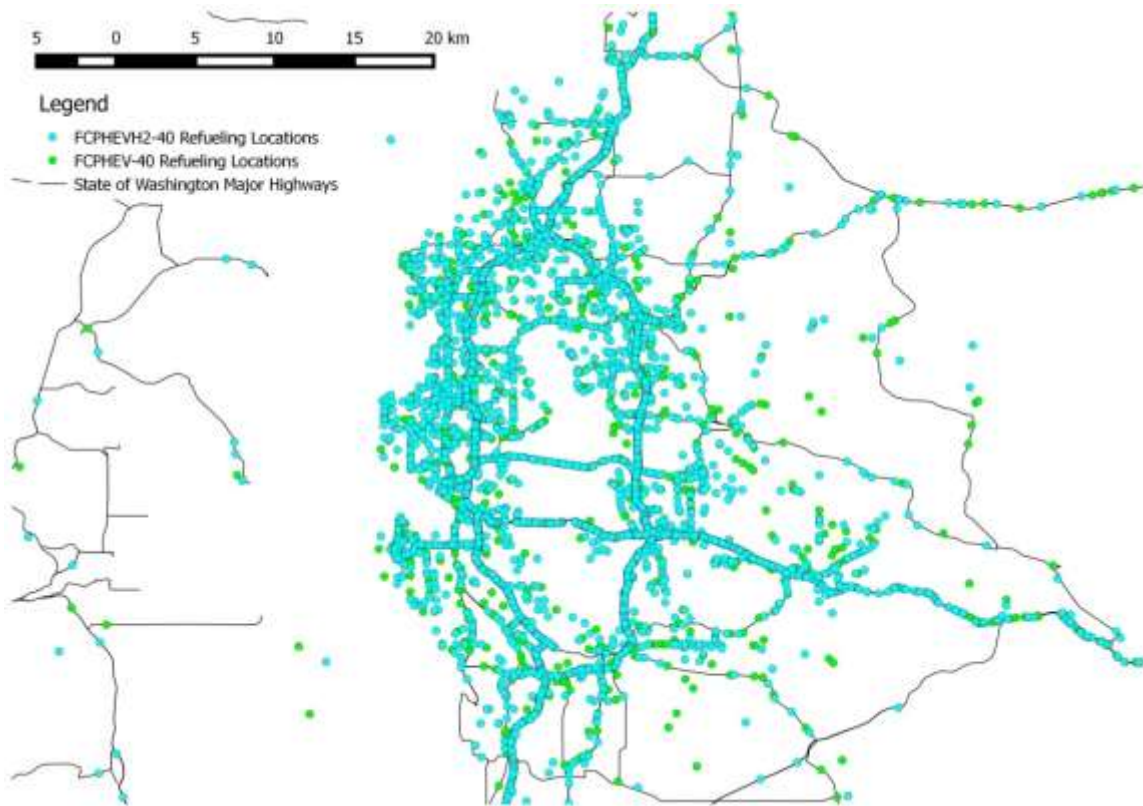 5 0 5 10 15 20 km
Legend
FCPHEVH2-40 Refueling Locations
FCPHEV-40 Refueling Locations
State of Washington Major Highways